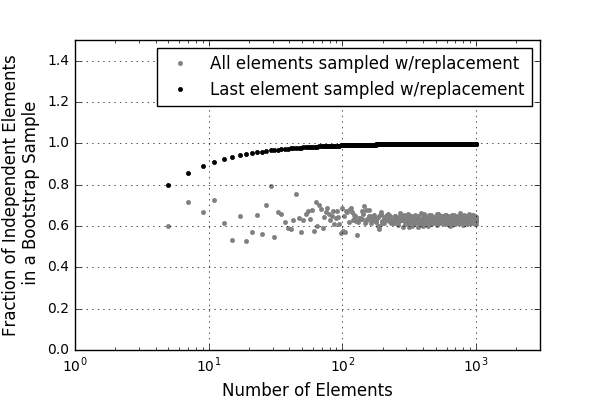 Fraction of Independent Elements
in a Bootstrap Sample
1.4
1.2
1.0
0.8
0.6
0.4
0.2
0.0
All elements sampled w/replacement
Last element sampled w/replacement
10⁰
10¹
10²
10³
Number of Elements